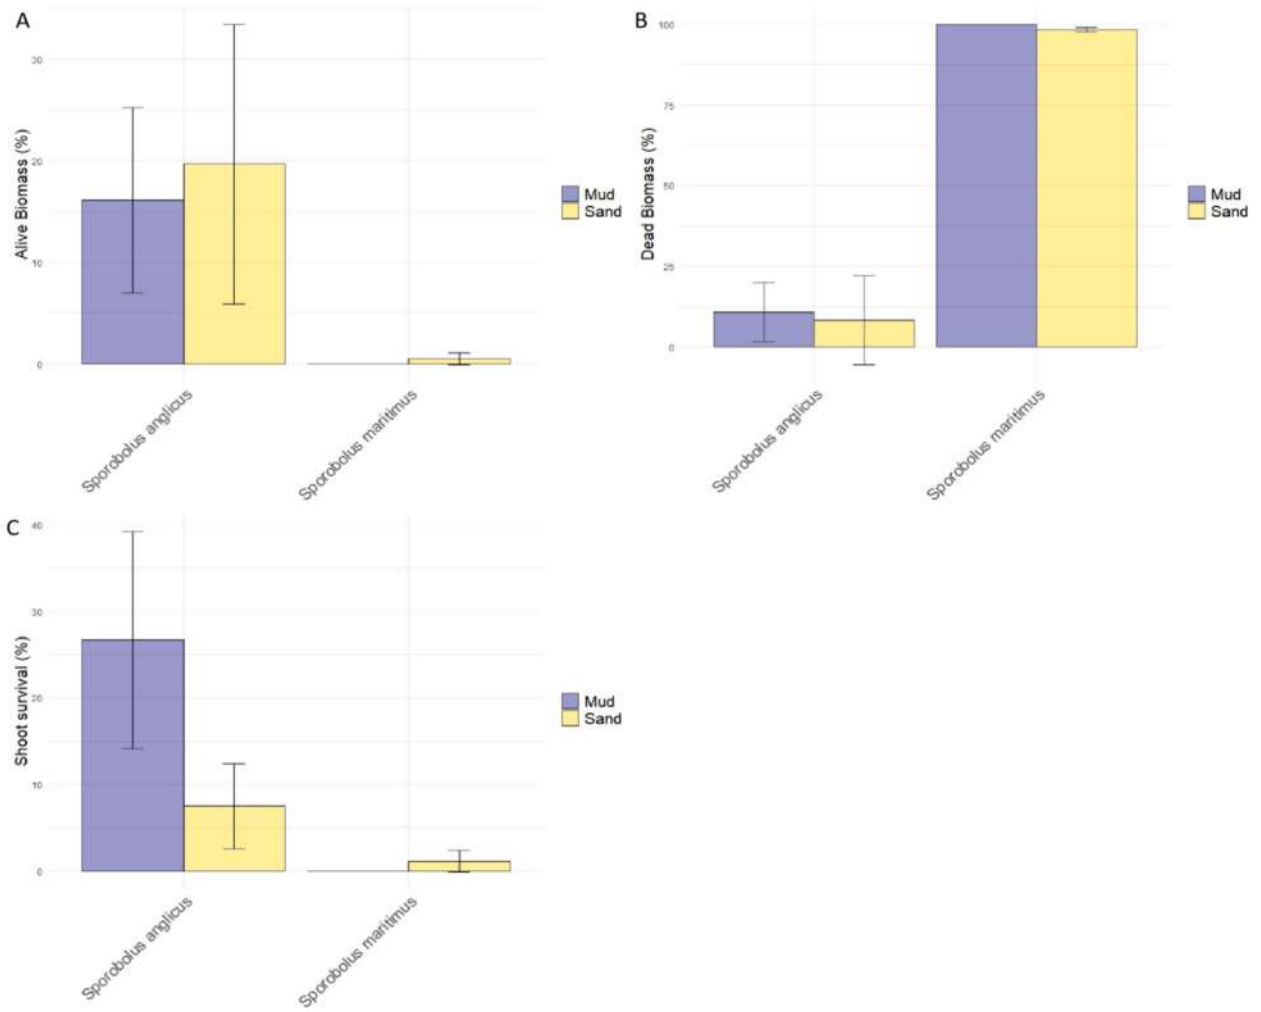 A
Alive Biomass (%)
30
20
10
0
Sporobolus anglicus
Sporobolus maritimus
Mud
Sand
B
Dead Biomass (%)
100
75
50
25
0
Sporobolus anglicus
Sporobolus maritimus
Mud
Sand
C
Shoot survival (%)
40
30
20
10
0
Sporobolus anglicus
Sporobolus maritimus
Mud
Sand